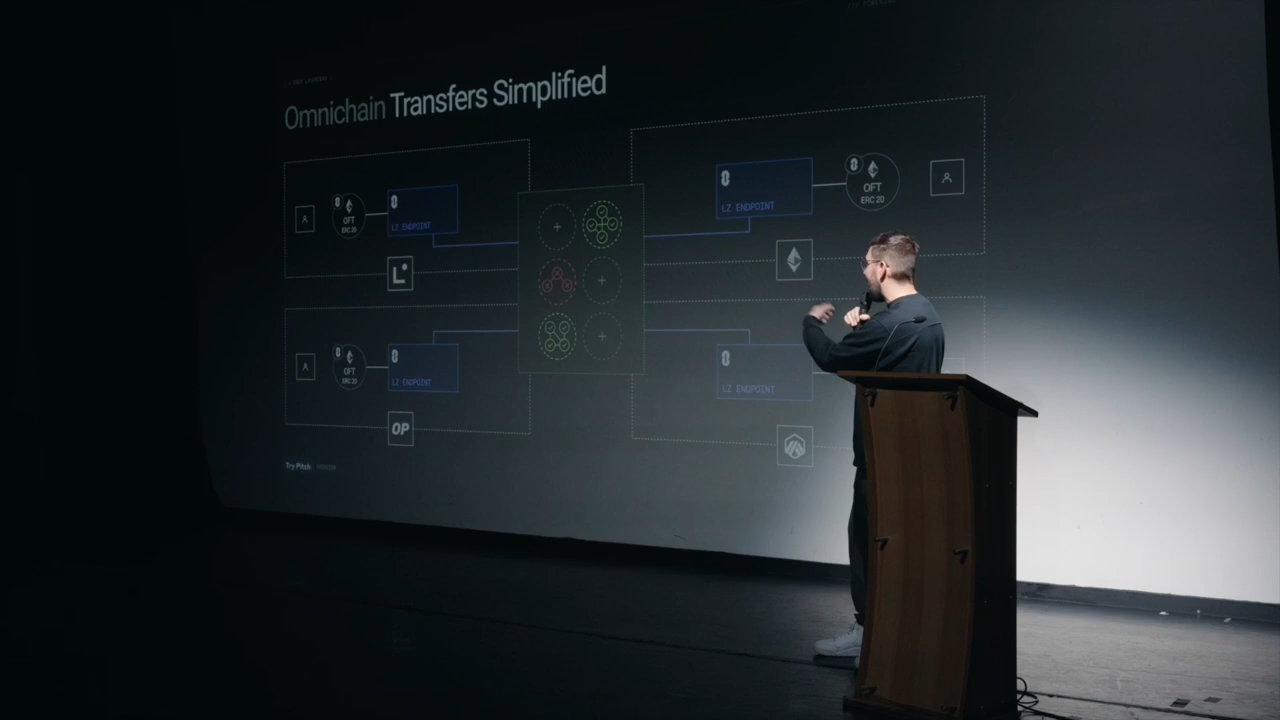 Omnichain Transfers Simplified
OFT
ERC 20
LZ ENDPOINT
LZ ENDPOINT
OFT
ERC 20
OFT
ERC 20
LZ ENDPOINT
LZ ENDPOINT
OP
Try Pitch